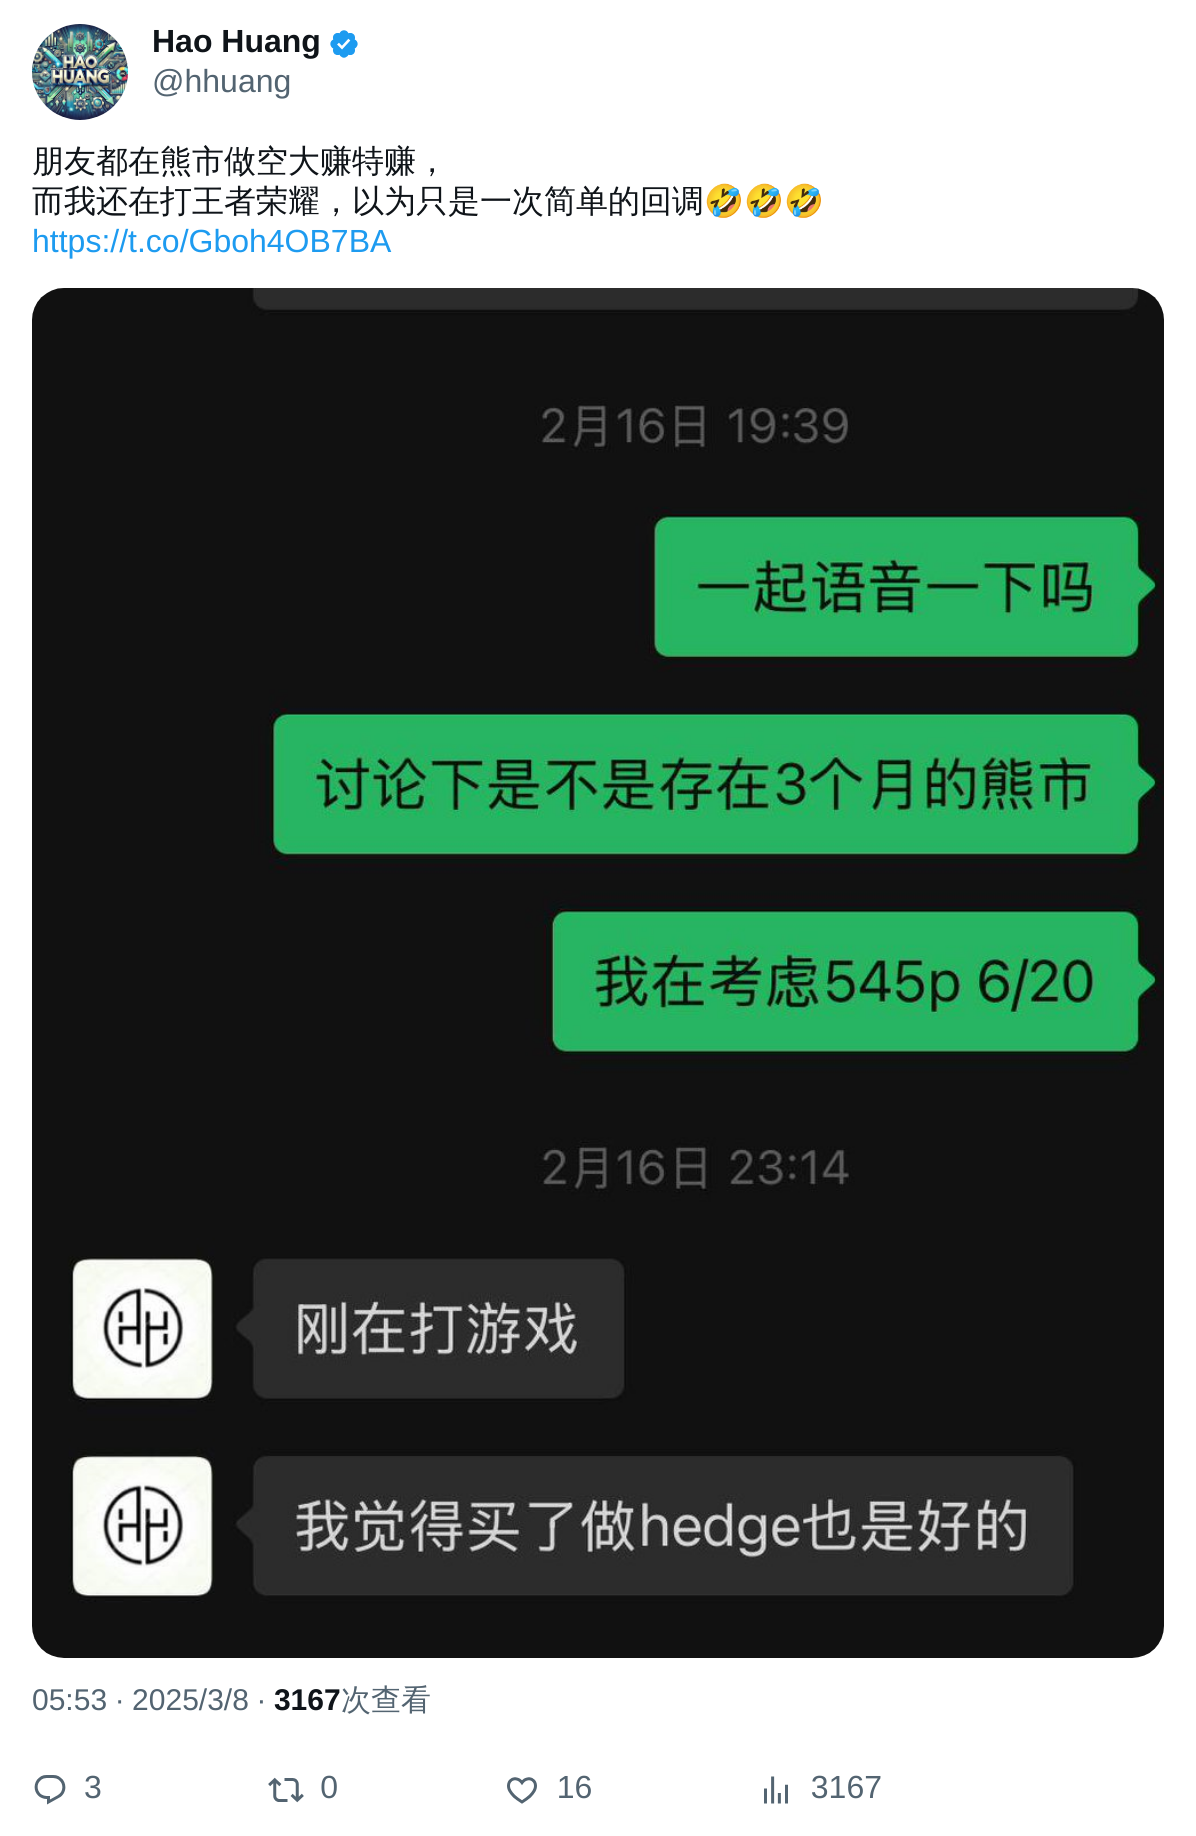 HAO
HUANG
Hao Huang
@hhuang
朋友都在熊市做空大赚特赚，
而我还在打王者荣耀，以为只是一次简单的回调🤣🤣🤣
https://t.co/Gboh4OB7BA
2月16日 19:39
一起语音一下吗
讨论下是不是存在3个月的熊市
我在考虑545p 6/20
2月16日 23:14
刚在打游戏
我觉得买了做hedge也是好的
05:53 · 2025/3/8 · 3167次查看
3 0 16 3167